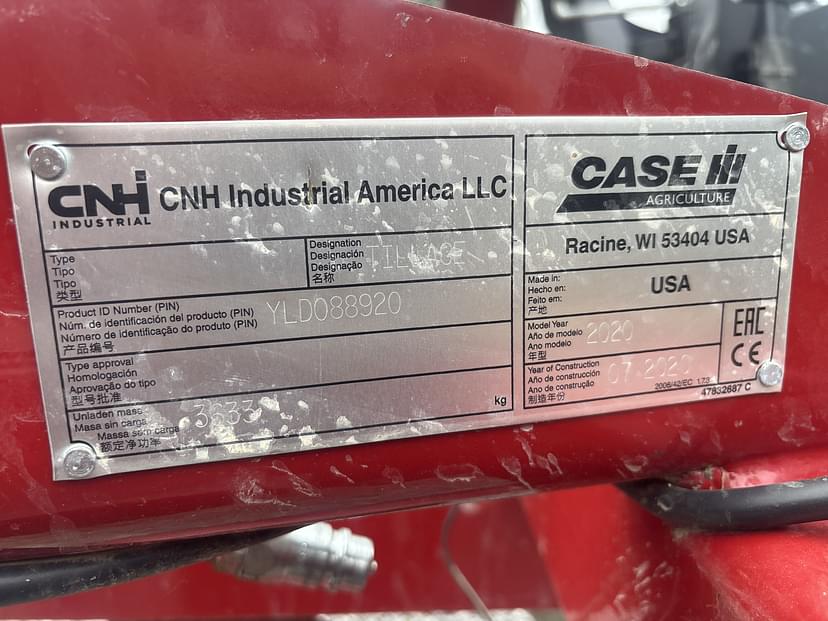 CNH INDUSTRIAL CNH Industrial America LLC
Type
Tipo
Tipo
类型
Designation
Designación
Designação
名称
TILLAGE
Product ID Number (PIN)
Núm. de identificación del producto (PIN)
Número de identificação do produto (PIN)
产品编号
YLD088920
Type approval
Homologación
Aprovação do tipo
型号批准
Unladen mass
Masa sin carga
Massa sem carga
额定净功率
3633
kg
CASE IH
AGRICULTURE
Racine, WI 53404 USA
Made in:
Hecho en:
Feito em:
产地
USA
Model Year
Año de modelo
Ano modelo
年型
2020
Year of Construction
Año de construcción
Ano de construção
制造年份
07-2020
EAC
CE
2006/42/EC 1.7.3
47832687 C